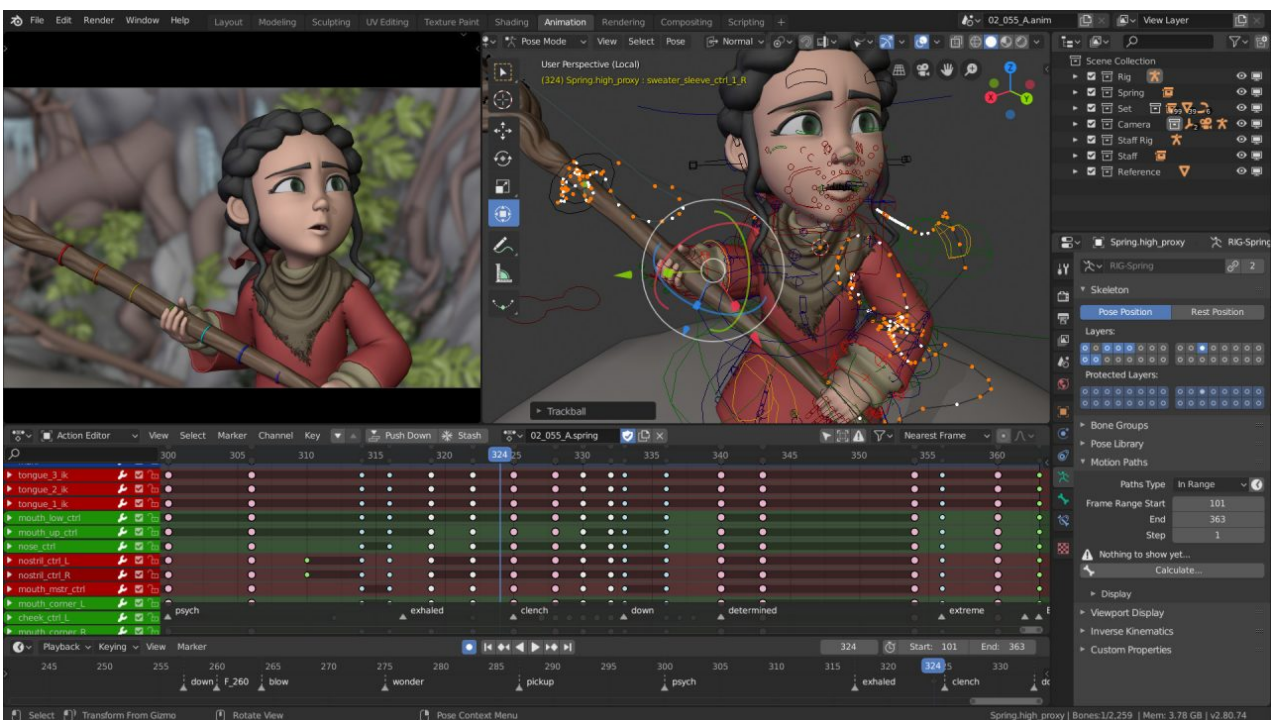 File Edit Render Window Help Layout Modeling Sculpting UV Editing Texture Paint Shading Animation Rendering Compositing Scripting + 02_055_A.anim View Layer
Pose Mode View Select Pose Normal
User Perspective (Local)
(324) Spring.high_proxy : sweater_sleeve_ctrl_1_R
Trackball
Scene Collection
Rig
Spring
Set
Camera
Staff Rig
Staff
Reference
Spring.high_proxy RIG-Spring
RIG-Spring 2
Skeleton
Pose Position Rest Position
Layers:
Protected Layers:
Bone Groups
Pose Library
Motion Paths
Paths Type In Range
Frame Range Start 101
End 363
Step 1
Nothing to show yet...
Calculate...
Display
Viewport Display
Inverse Kinematics
Custom Properties
Action Editor View Select Marker Channel Key Push Down Stash 02_055_A.spring Nearest Frame
300 305 310 315 320 324 325 330 335 340 345 350 355 360
tongue_3_ik
tongue_2_ik
tongue_1_ik
mouth_low_ctrl
mouth_up_ctrl
nose_ctrl
nostril_ctrl_L
nostril_ctrl_R
mouth_mstr_ctrl
mouth_corner_L
cheek_ctrl_L
mouth_corner_R
psych exhaled clench down determined extreme
Playback Keying View Marker 324 Start: 101 End: 363
245 250 255 260 265 270 275 280 285 290 295 300 305 310 315 320 324 330
down F_260 blow wonder pickup psych exhaled clench
Select Transform From Gizmo Rotate View Pose Context Menu Spring.high_proxy | Bones:1/2,259 | Mem: 3.78 GB | v2.80.74